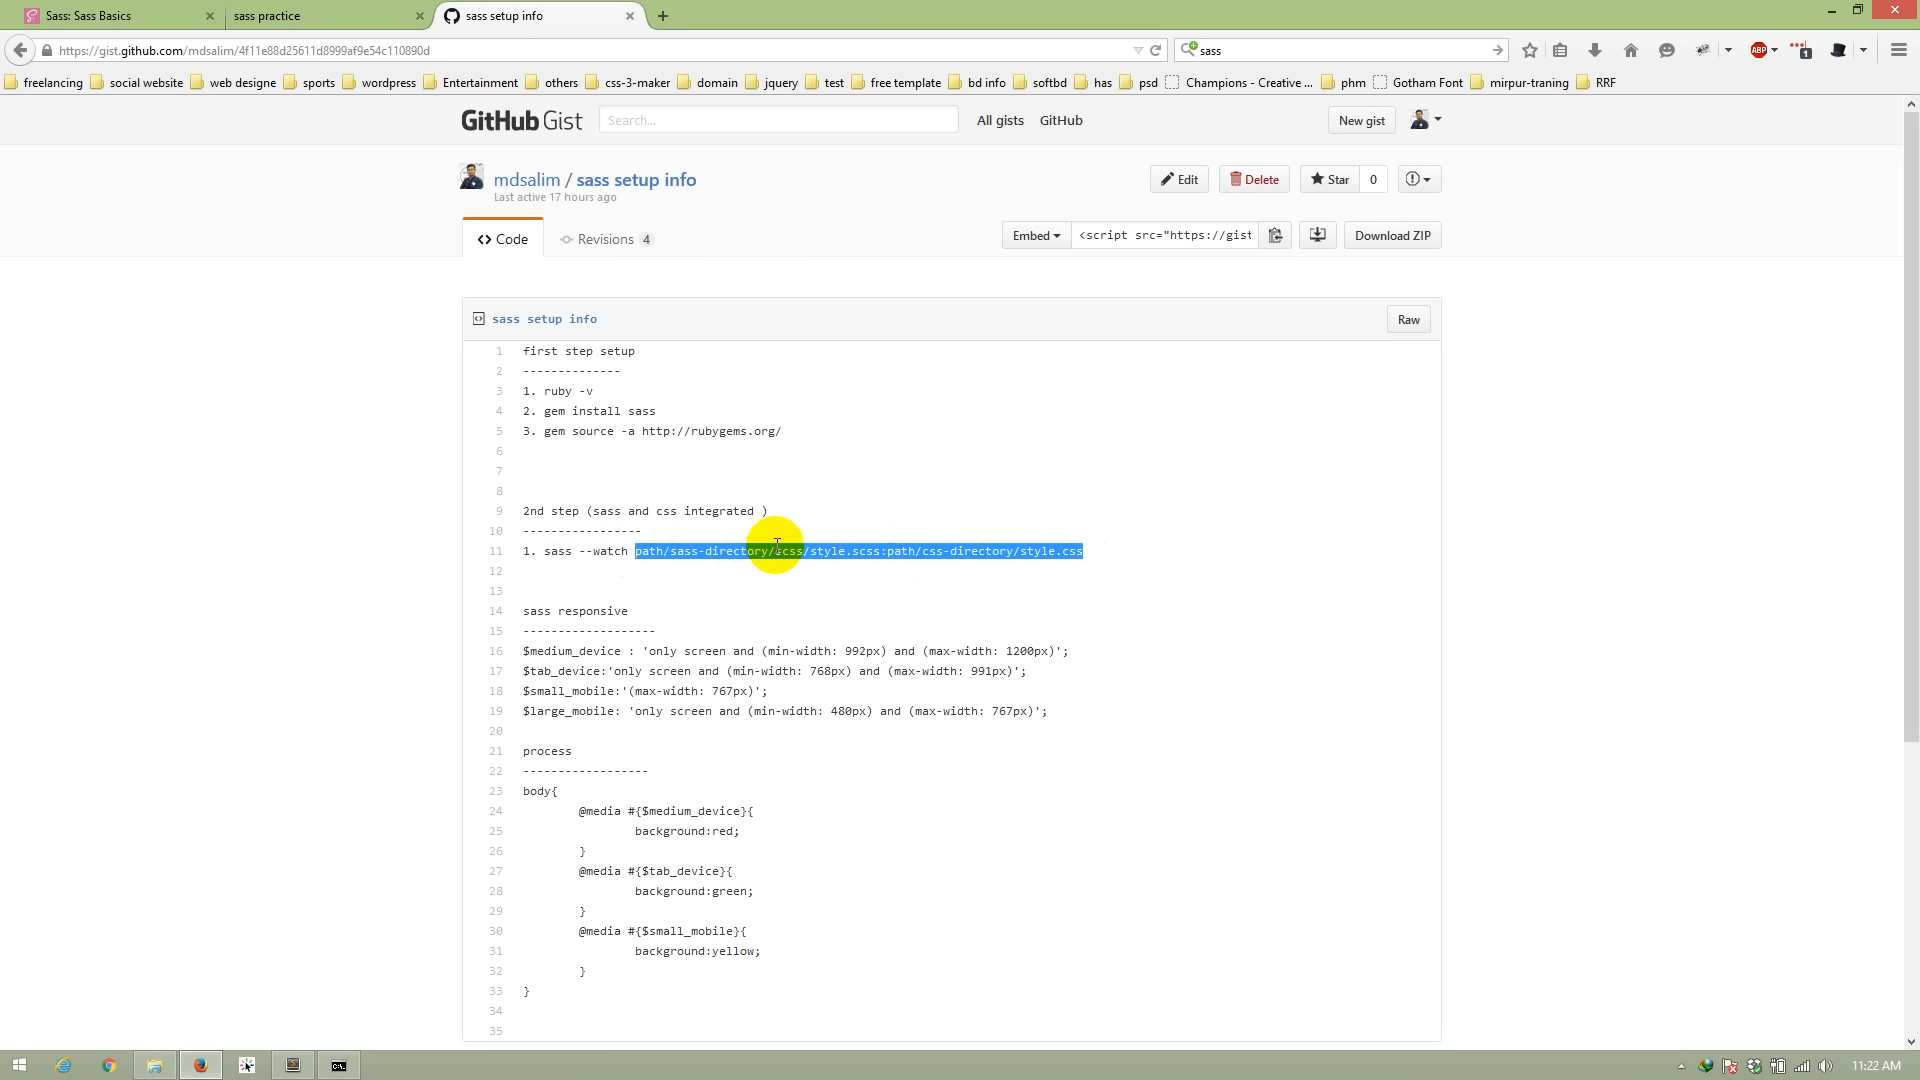 Sass: Sass Basics
sass practice
sass setup info
https://gist.github.com/mdsalim/4f11e88d25611d8999af9e54c110890d
sass
freelancing
social website
web designe
sports
wordpress
Entertainment
others
css-3-maker
domain
jquery
test
free template
bd info
softbd
has
psd
Champions - Creative ...
phm
Gotham Font
mirpur-traning
RRF
GitHub Gist
Search...
All gists
GitHub
New gist
mdsalim / sass setup info
Last active 17 hours ago
Edit
Delete
Star
0
Code
Revisions 4
Embed
<script src="https://gist
Download ZIP
sass setup info
Raw
1 first step setup
2 --------------
3 1. ruby -v
4 2. gem install sass
5 3. gem source -a http://rubygems.org/
6
7
8
9 2nd step (sass and css integrated )
10 -----------------
11 1. sass --watch path/sass-directory/scss/style.scss:path/css-directory/style.css
12
13
14 sass responsive
15 -------------------
16 $medium_device : 'only screen and (min-width: 992px) and (max-width: 1200px)';
17 $tab_device:'only screen and (min-width: 768px) and (max-width: 991px)';
18 $small_mobile:'(max-width: 767px)';
19 $large_mobile: 'only screen and (min-width: 480px) and (max-width: 767px)';
20
21 process
22 ------------------
23 body{
24 @media #{$medium_device}{
25 background:red;
26 }
27 @media #{$tab_device}{
28 background:green;
29 }
30 @media #{$small_mobile}{
31 background:yellow;
32 }
33 }
34
35
11:22 AM